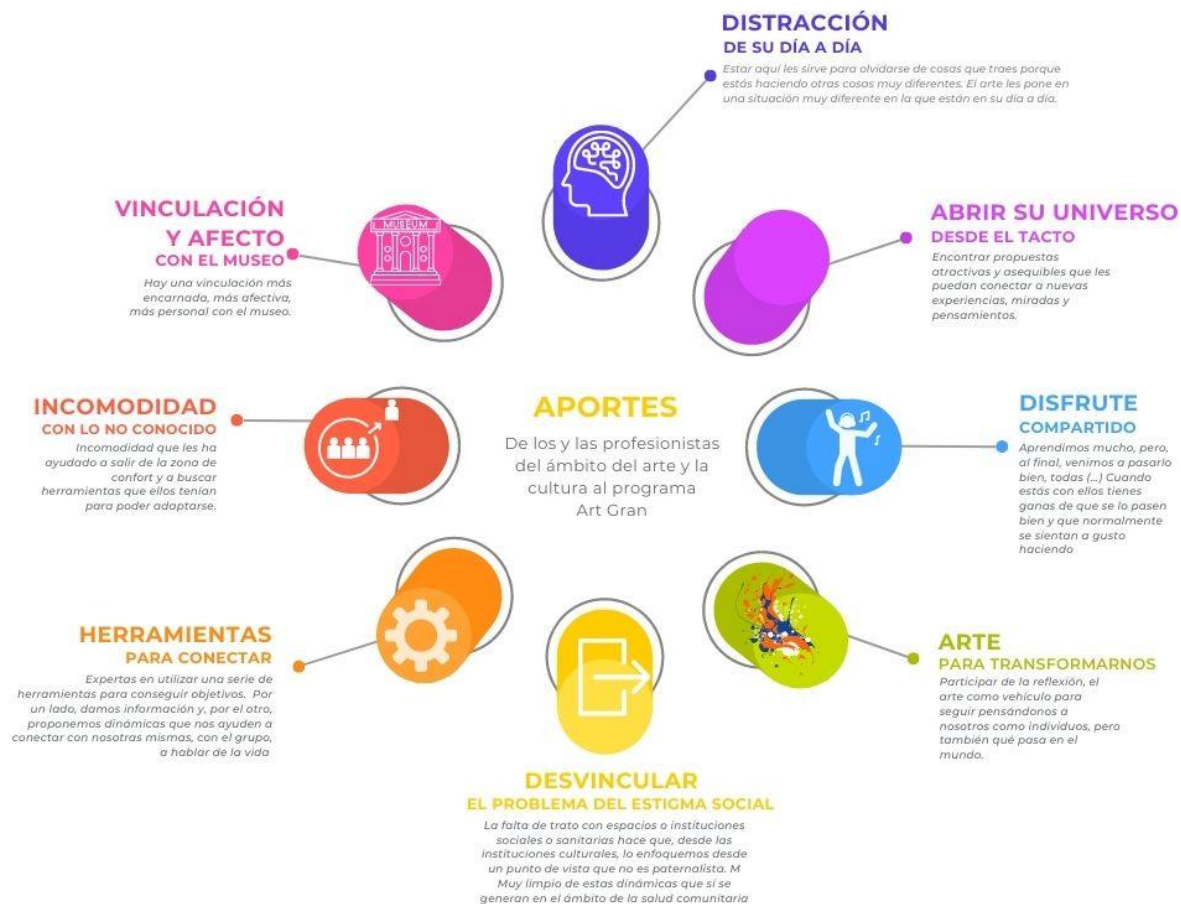 DISTRACCIÓN
DE SU DÍA A DÍA
Estar aquí les sirve para olvidarse de cosas que traes porque
estás haciendo otras cosas muy diferentes. El arte les pone en
una situación muy diferente en la que están en su día a día.
ABRIR SU UNIVERSO
DESDE EL TACTO
Encontrar propuestas
atractivas y asequibles que les
puedan conectar a nuevas
experiencias, miradas y
pensamientos.
DISFRUTE
COMPARTIDO
Aprendimos mucho, pero,
al final, venimos a pasarlo
bien, todas (...) Cuando
estás con ellos tienes
ganas de que se lo pasen
bien y que normalmente
se sientan a gusto
haciendo
ARTE
PARA TRANSFORMARNOS
Participar de la reflexión, el
arte como vehículo para
seguir pensándonos a
nosotros como individuos, pero
también qué pasa en el
mundo.
DESVINCULAR
EL PROBLEMA DEL ESTIGMA SOCIAL
La falta de trato con espacios o instituciones
sociales o sanitarias hace que, desde las
instituciones culturales, lo enfoquemos desde
un punto de vista que no es paternalista. M
Muy limpio de estas dinámicas que sí se
generan en el ámbito de la salud comunitaria
HERRAMIENTAS
PARA CONECTAR
Expertas en utilizar una serie de
herramientas para conseguir objetivos. Por
un lado, damos información y, por el otro,
proponemos dinámicas que nos ayuden a
conectar con nosotras mismas, con el grupo,
a hablar de la vida
INCOMODIDAD
CON LO NO CONOCIDO
Incomodidad que les ha
ayudado a salir de la zona de
confort y a buscar
herramientas que ellos tenían
para poder adaptarse.
VINCULACIÓN
Y AFECTO
CON EL MUSEO
Hay una vinculación más
encarnada, más afectiva,
más personal con el museo.
MUSEUM
APORTES
De los y las profesionistas
del ámbito del arte y la
cultura al programa
Art Gran